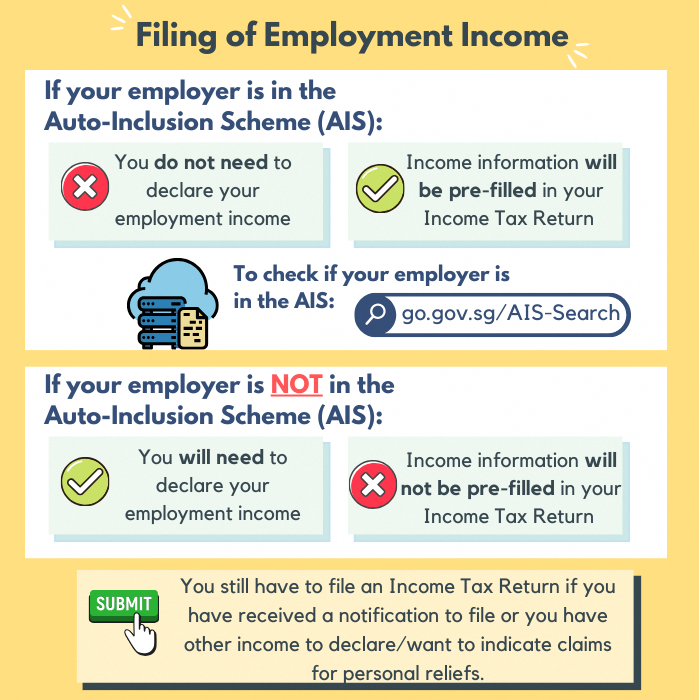 Filing of Employment Income
If your employer is in the
Auto-Inclusion Scheme (AIS):
You do not need to
declare your
employment income
Income information will
be pre-filled in your
Income Tax Return
To check if your employer is
in the AIS:
go.gov.sg/AIS-Search
If your employer is NOT in the
Auto-Inclusion Scheme (AIS):
You will need to
declare your
employment income
Income information will
not be pre-filled in your
Income Tax Return
SUBMIT
You still have to file an Income Tax Return if you
have received a notification to file or you have
other income to declare/want to indicate claims
for personal reliefs.